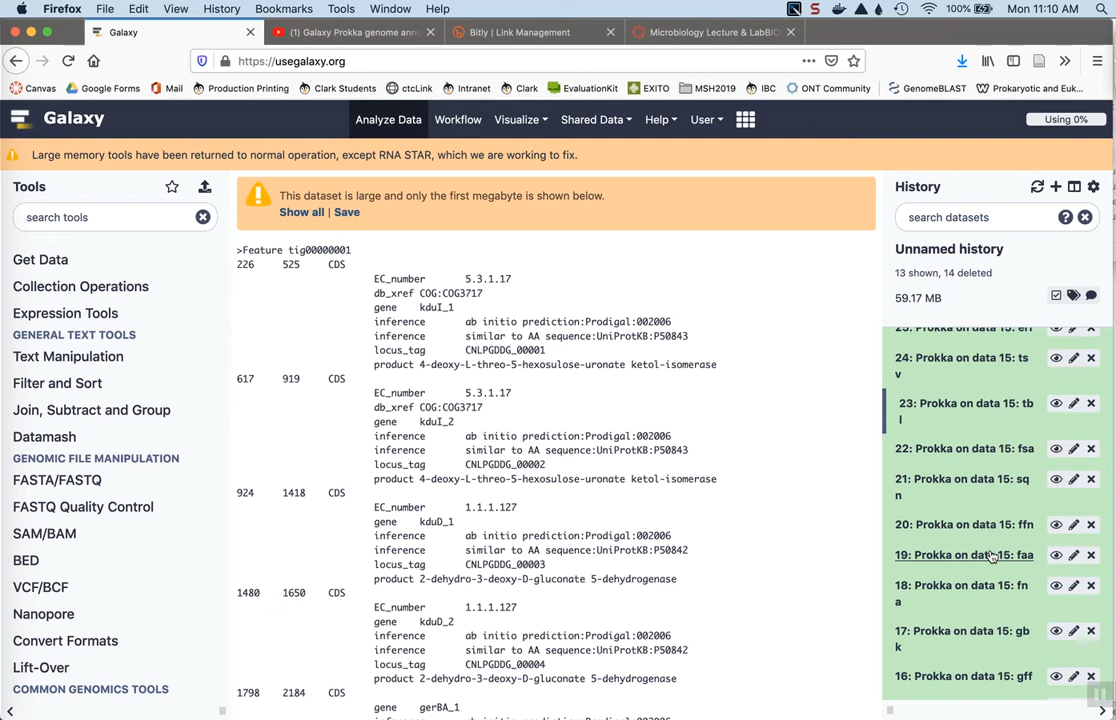 Firefox File Edit View History Bookmarks Tools Window Help 100% Mon 11:10 AM
Galaxy (1) Galaxy Prokka genome anno Bitly | Link Management Microbiology Lecture & LabBIO
https://usegalaxy.org
Canvas Google Forms Mail Production Printing Clark Students ctcLink Intranet Clark EvaluationKit EXITO MSH2019 IBC ONT Community GenomeBLAST Prokaryotic and Euk...
Galaxy Analyze Data Workflow Visualize Shared Data Help User Using 0%
Large memory tools have been returned to normal operation, except RNA STAR, which we are working to fix.
Tools
search tools
Get Data
Collection Operations
Expression Tools
GENERAL TEXT TOOLS
Text Manipulation
Filter and Sort
Join, Subtract and Group
Datamash
GENOMIC FILE MANIPULATION
FASTA/FASTQ
FASTQ Quality Control
SAM/BAM
BED
VCF/BCF
Nanopore
Convert Formats
Lift-Over
COMMON GENOMICS TOOLS
This dataset is large and only the first megabyte is shown below.
Show all | Save
>Feature tig00000001
226 525 CDS
EC_number 5.3.1.17
db_xref COG:COG3717
gene kduI_1
inference ab initio prediction:Prodigal:002006
inference similar to AA sequence:UniProtKB:P50843
locus_tag CNLPGDDG_00001
product 4-deoxy-L-threo-5-hexosulose-uronate ketol-isomerase
617 919 CDS
EC_number 5.3.1.17
db_xref COG:COG3717
gene kduI_2
inference ab initio prediction:Prodigal:002006
inference similar to AA sequence:UniProtKB:P50843
locus_tag CNLPGDDG_00002
product 4-deoxy-L-threo-5-hexosulose-uronate ketol-isomerase
924 1418 CDS
EC_number 1.1.1.127
gene kduD_1
inference ab initio prediction:Prodigal:002006
inference similar to AA sequence:UniProtKB:P50842
locus_tag CNLPGDDG_00003
product 2-dehydro-3-deoxy-D-gluconate 5-dehydrogenase
1480 1650 CDS
EC_number 1.1.1.127
gene kduD_2
inference ab initio prediction:Prodigal:002006
inference similar to AA sequence:UniProtKB:P50842
locus_tag CNLPGDDG_00004
product 2-dehydro-3-deoxy-D-gluconate 5-dehydrogenase
1798 2184 CDS
gene gerBA_1
History
search datasets
Unnamed history
13 shown, 14 deleted
59.17 MB
25: Prokka on data 15: err
24: Prokka on data 15: ts
v
23: Prokka on data 15: tb
l
22: Prokka on data 15: fsa
21: Prokka on data 15: sq
n
20: Prokka on data 15: ffn
19: Prokka on data 15: faa
18: Prokka on data 15: fn
a
17: Prokka on data 15: gb
k
16: Prokka on data 15: gff